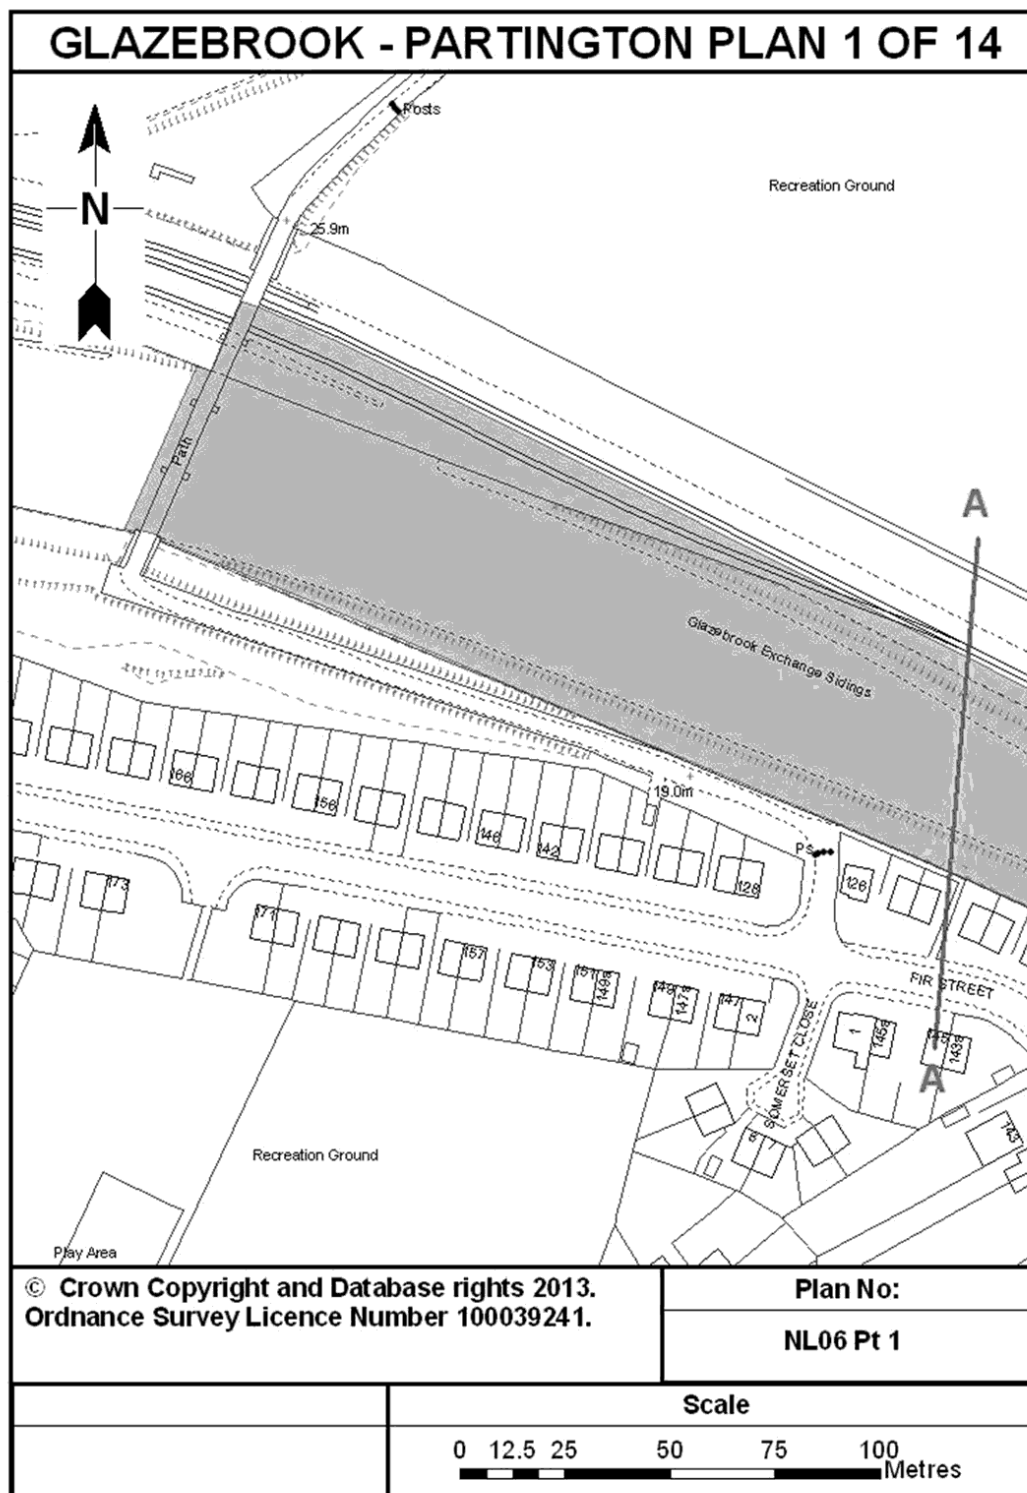 GLAZEBROOK - PARTINGTON PLAN 1 OF 14
Posts
Recreation Ground
N
25.9m
Path
A
Glazebrook Exchange Sidings
166
156
146
142
128
19.0m
Ps
126
173
171
157
153
151
149a
149
147a
147
2
FIR STREET
SOMERSET CLOSE
1
145a
143a
A
143
7
Recreation Ground
Play Area
© Crown Copyright and Database rights 2013.
Ordnance Survey Licence Number 100039241.
Plan No:
NL06 Pt 1
Scale
0 12.5 25 50 75 100
Metres